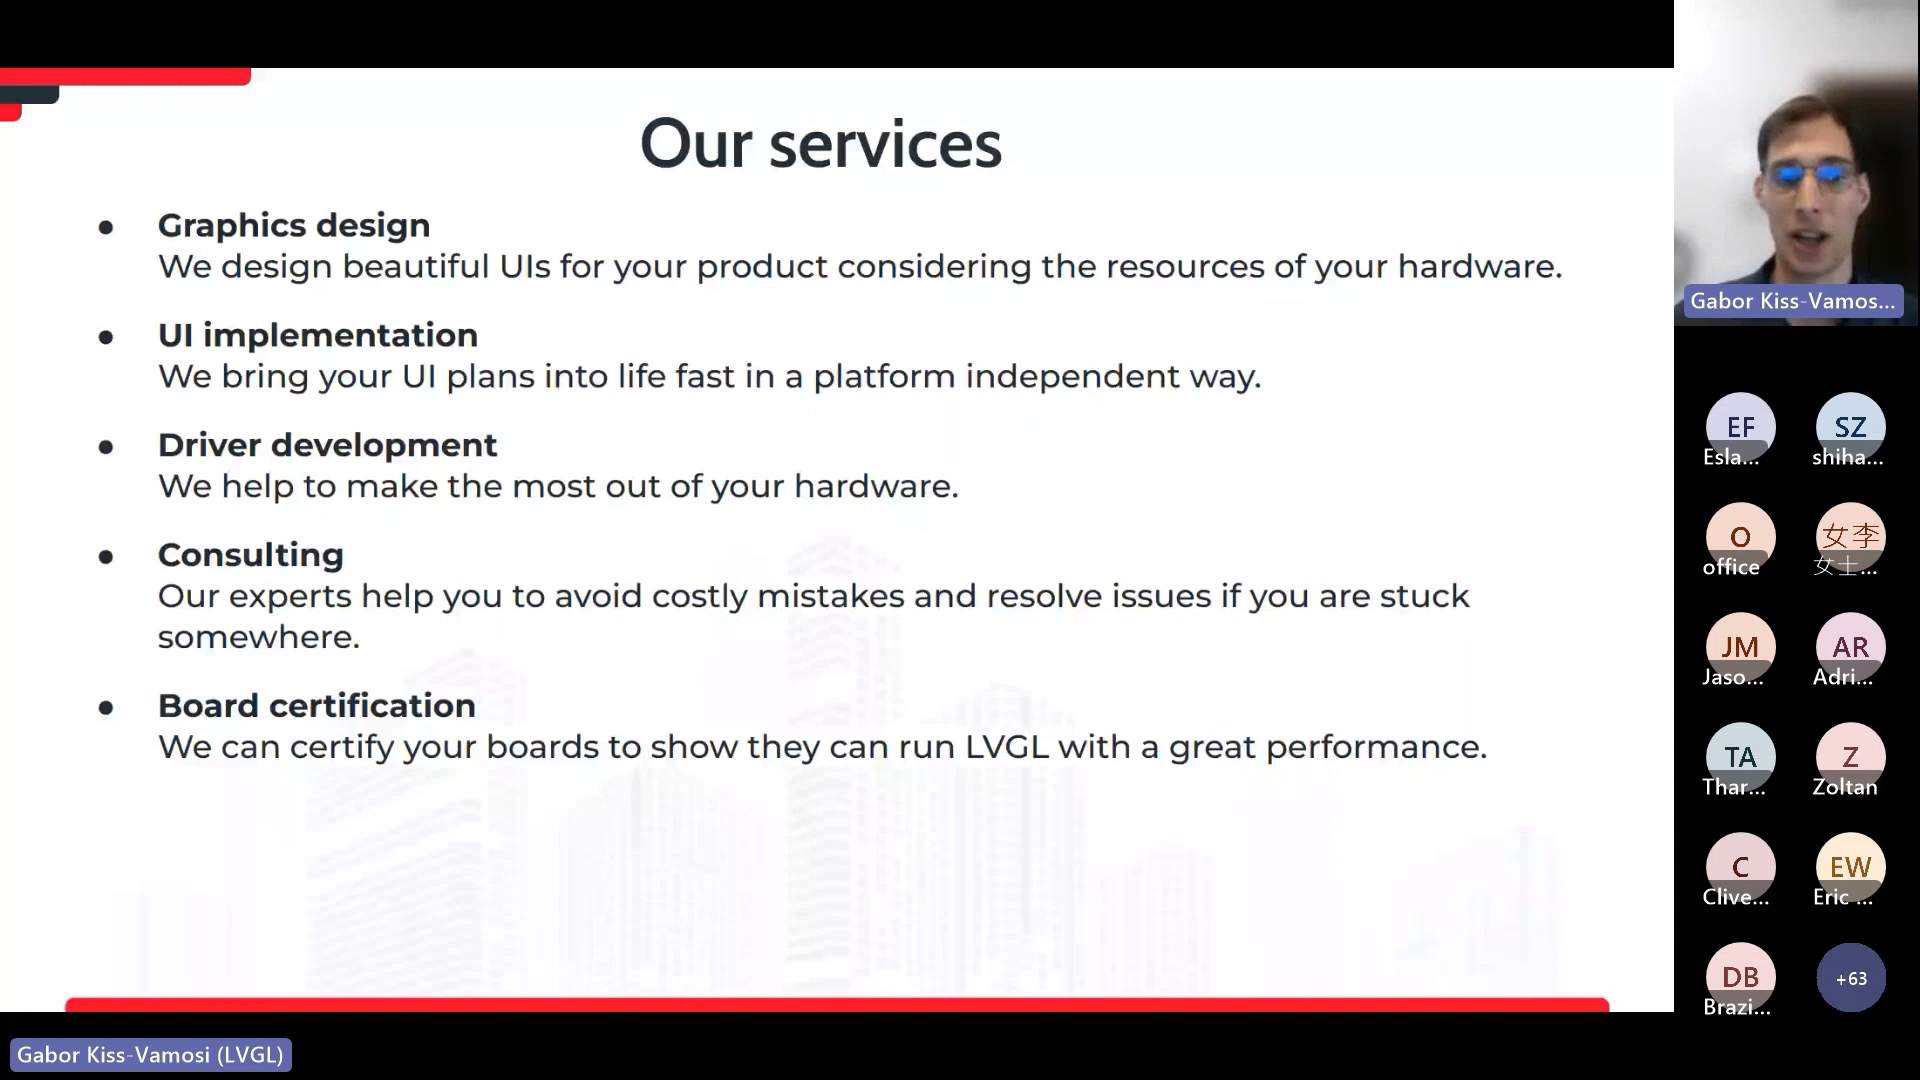 Our services
● Graphics design
We design beautiful UIs for your product considering the resources of your hardware.
● UI implementation
We bring your UI plans into life fast in a platform independent way.
● Driver development
We help to make the most out of your hardware.
● Consulting
Our experts help you to avoid costly mistakes and resolve issues if you are stuck
somewhere.
● Board certification
We can certify your boards to show they can run LVGL with a great performance.
Gabor Kiss-Vamosi (LVGL)
Gabor Kiss-Vamos...
EF
Esla...
SZ
shiha...
O
office
女李
女士...
JM
Jaso...
AR
Adri...
TA
Thar...
Z
Zoltan
C
Clive...
EW
Eric ...
DB
Brazi...
+63